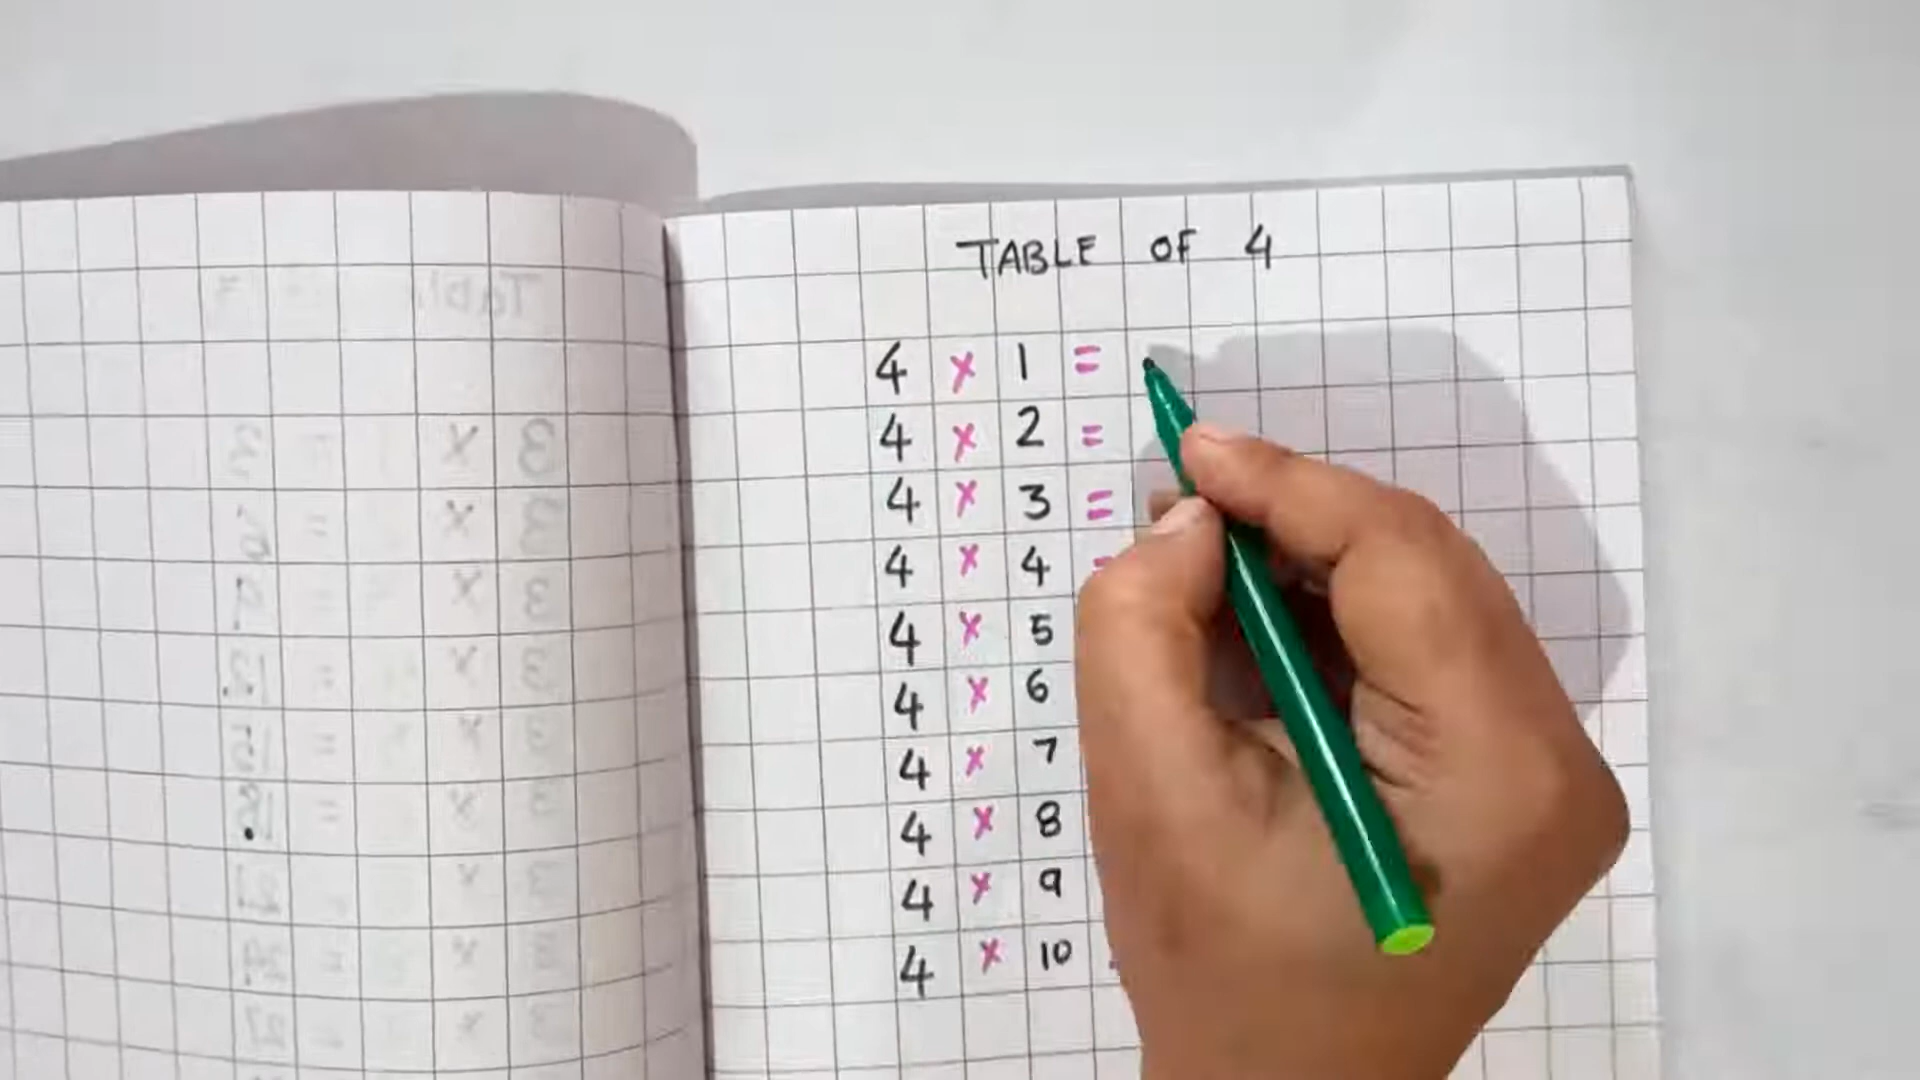 TABLE OF 4
4 × 1 =
4 × 2 =
4 × 3 =
4 × 4 =
4 × 5
4 × 6
4 × 7
4 × 8
4 × 9
4 × 10